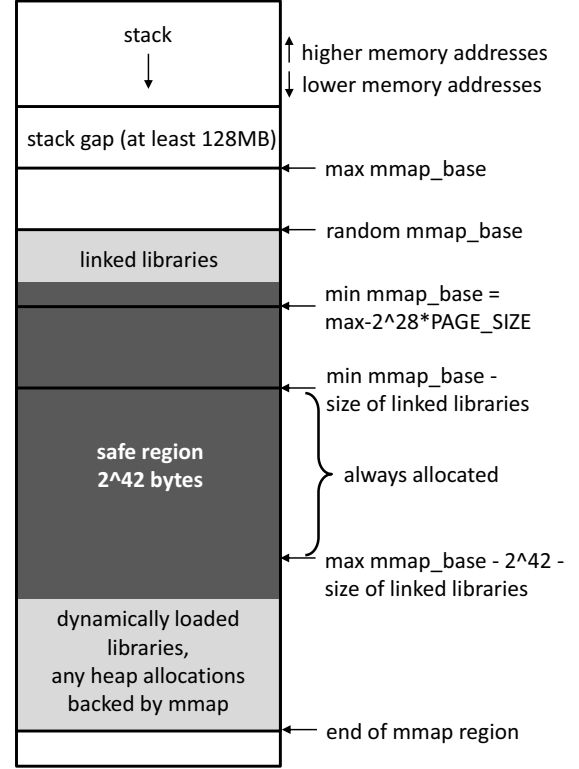 stack
higher memory addresses
lower memory addresses
stack gap (at least 128MB)
max mmap_base
random mmap_base
linked libraries
min mmap_base =
max-2^28*PAGE_SIZE
min mmap_base -
size of linked libraries
safe region
2^42 bytes
always allocated
max mmap_base - 2^42 -
size of linked libraries
dynamically loaded
libraries,
any heap allocations
backed by mmap
end of mmap region